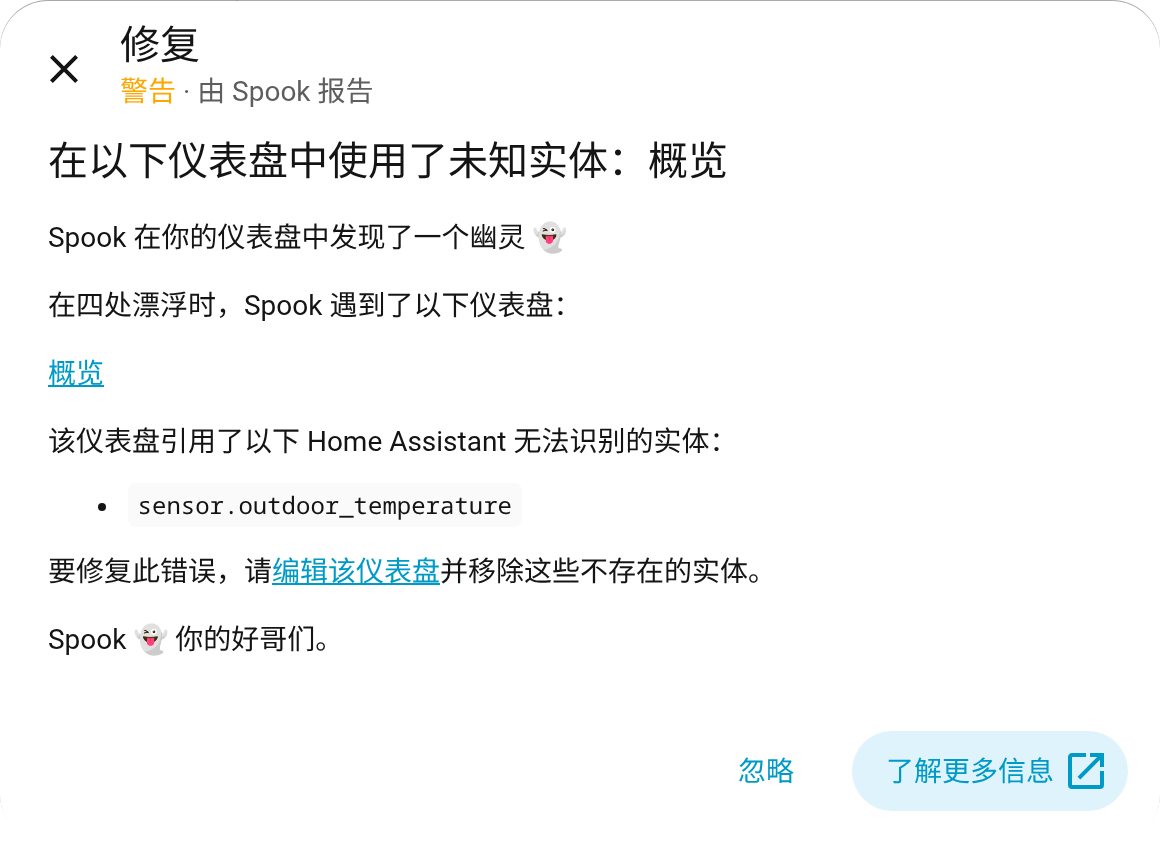 修复
警告 · 由 Spook 报告
在以下仪表盘中使用了未知实体：概览
Spook 在你的仪表盘中发现了一个幽灵 👻
在四处漂浮时，Spook 遇到了以下仪表盘：
概览
该仪表盘引用了以下 Home Assistant 无法识别的实体：
• sensor.outdoor_temperature
要修复此错误，请编辑该仪表盘并移除这些不存在的实体。
Spook 👻 你的好哥们。
忽略
了解更多信息